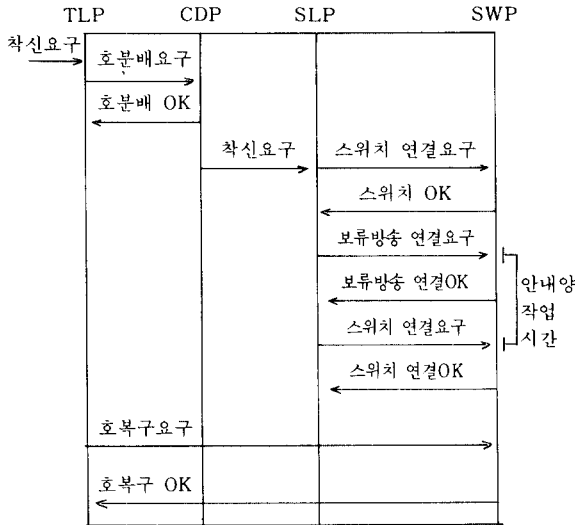 TLP CDP SLP SWP
착신요구
호분배요구
호분배 OK
착신요구 스위치 연결요구
스위치 OK
보류방송 연결요구
보류방송 연결OK
안내양
작업
시간
스위치 연결요구
스위치 연결OK
호복구요구
호복구 OK